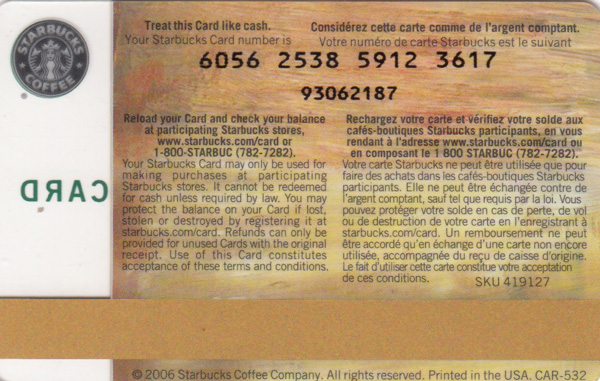 STARBUCKS
COFFEE
Treat this Card like cash.
Your Starbucks Card number is
Considérez cette carte comme de l'argent comptant.
Votre numéro de carte Starbucks est le suivant
6056 2538 5912 3617
93062187
Reload your Card and check your balance
at participating Starbucks stores,
www.starbucks.com/card or
1-800-STARBUC (782-7282).
Your Starbucks Card may only be used for
making purchases at participating
Starbucks stores. It cannot be redeemed
for cash unless required by law. You may
protect the balance on your Card if lost,
stolen or destroyed by registering it at
starbucks.com/card. Refunds can only be
provided for unused Cards with the original
receipt. Use of this Card constitutes
acceptance of these terms and conditions.
Rechargez votre carte et vérifiez votre solde aux
cafés-boutiques Starbucks participants, en vous
rendant à l'adresse www.starbucks.com/card ou
en composant le 1 800 STARBUC (782-7282).
Votre carte Starbucks ne peut être utilisée que pour
faire des achats dans les cafés-boutiques Starbucks
participants. Elle ne peut être échangée contre de
l'argent comptant, sauf tel que requis par la loi. Vous
pouvez protéger votre solde en cas de perte, de vol
ou de destruction de votre carte en l'enregistrant à
starbucks.com/card. Un remboursement ne peut
être accordé qu'en échange d'une carte non encore
utilisée, accompagnée du reçu de caisse d'origine.
Le fait d'utiliser cette carte constitue votre acceptation
de ces conditions.
SKU 419127
CARD
© 2006 Starbucks Coffee Company. All rights reserved. Printed in the USA. CAR-532